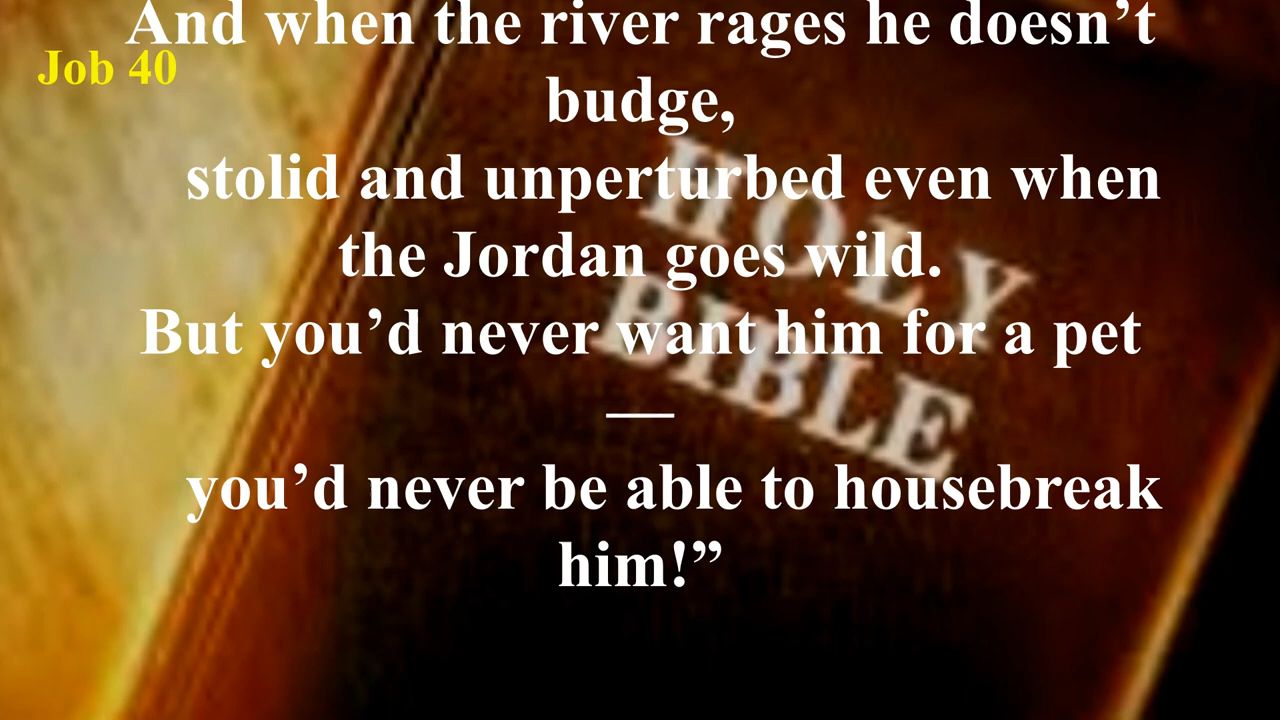 And when the river rages he doesn’t
Job 40
budge,
stolid and unperturbed even when
the Jordan goes wild.
But you’d never want him for a pet
—
you’d never be able to housebreak
him!”
HOLY
BIBLE